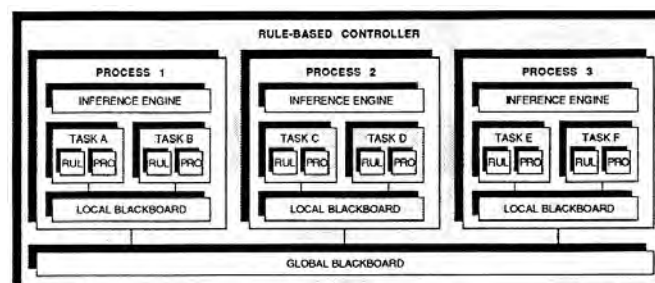 RULE-BASED CONTROLLER
PROCESS 1
INFERENCE ENGINE
TASK A
RUL PRO
TASK B
RUL PRO
LOCAL BLACKBOARD
PROCESS 2
INFERENCE ENGINE
TASK C
RUL PRO
TASK D
RUL PRO
LOCAL BLACKBOARD
PROCESS 3
INFERENCE ENGINE
TASK E
RUL PRO
TASK F
RUL PRO
LOCAL BLACKBOARD
GLOBAL BLACKBOARD